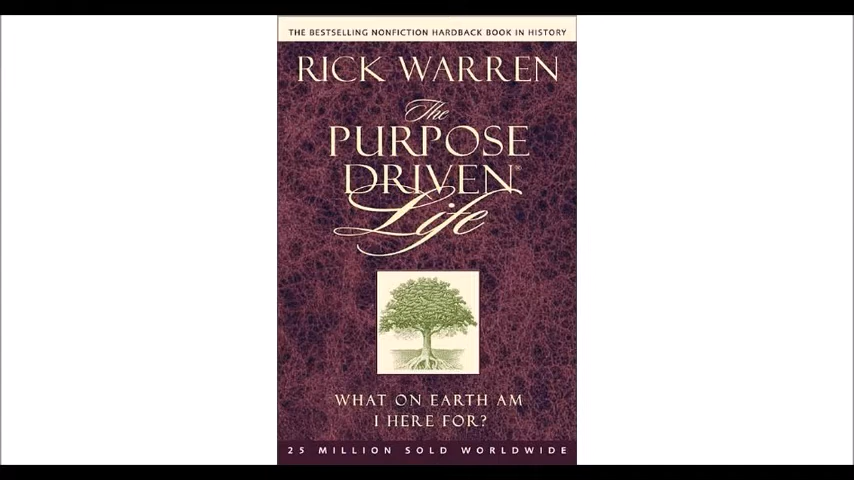 THE BESTSELLING NONFICTION HARDBACK BOOK IN HISTORY
RICK WARREN
The
PURPOSE
DRIVEN®
Life
WHAT ON EARTH AM
I HERE FOR?
25 MILLION SOLD WORLDWIDE